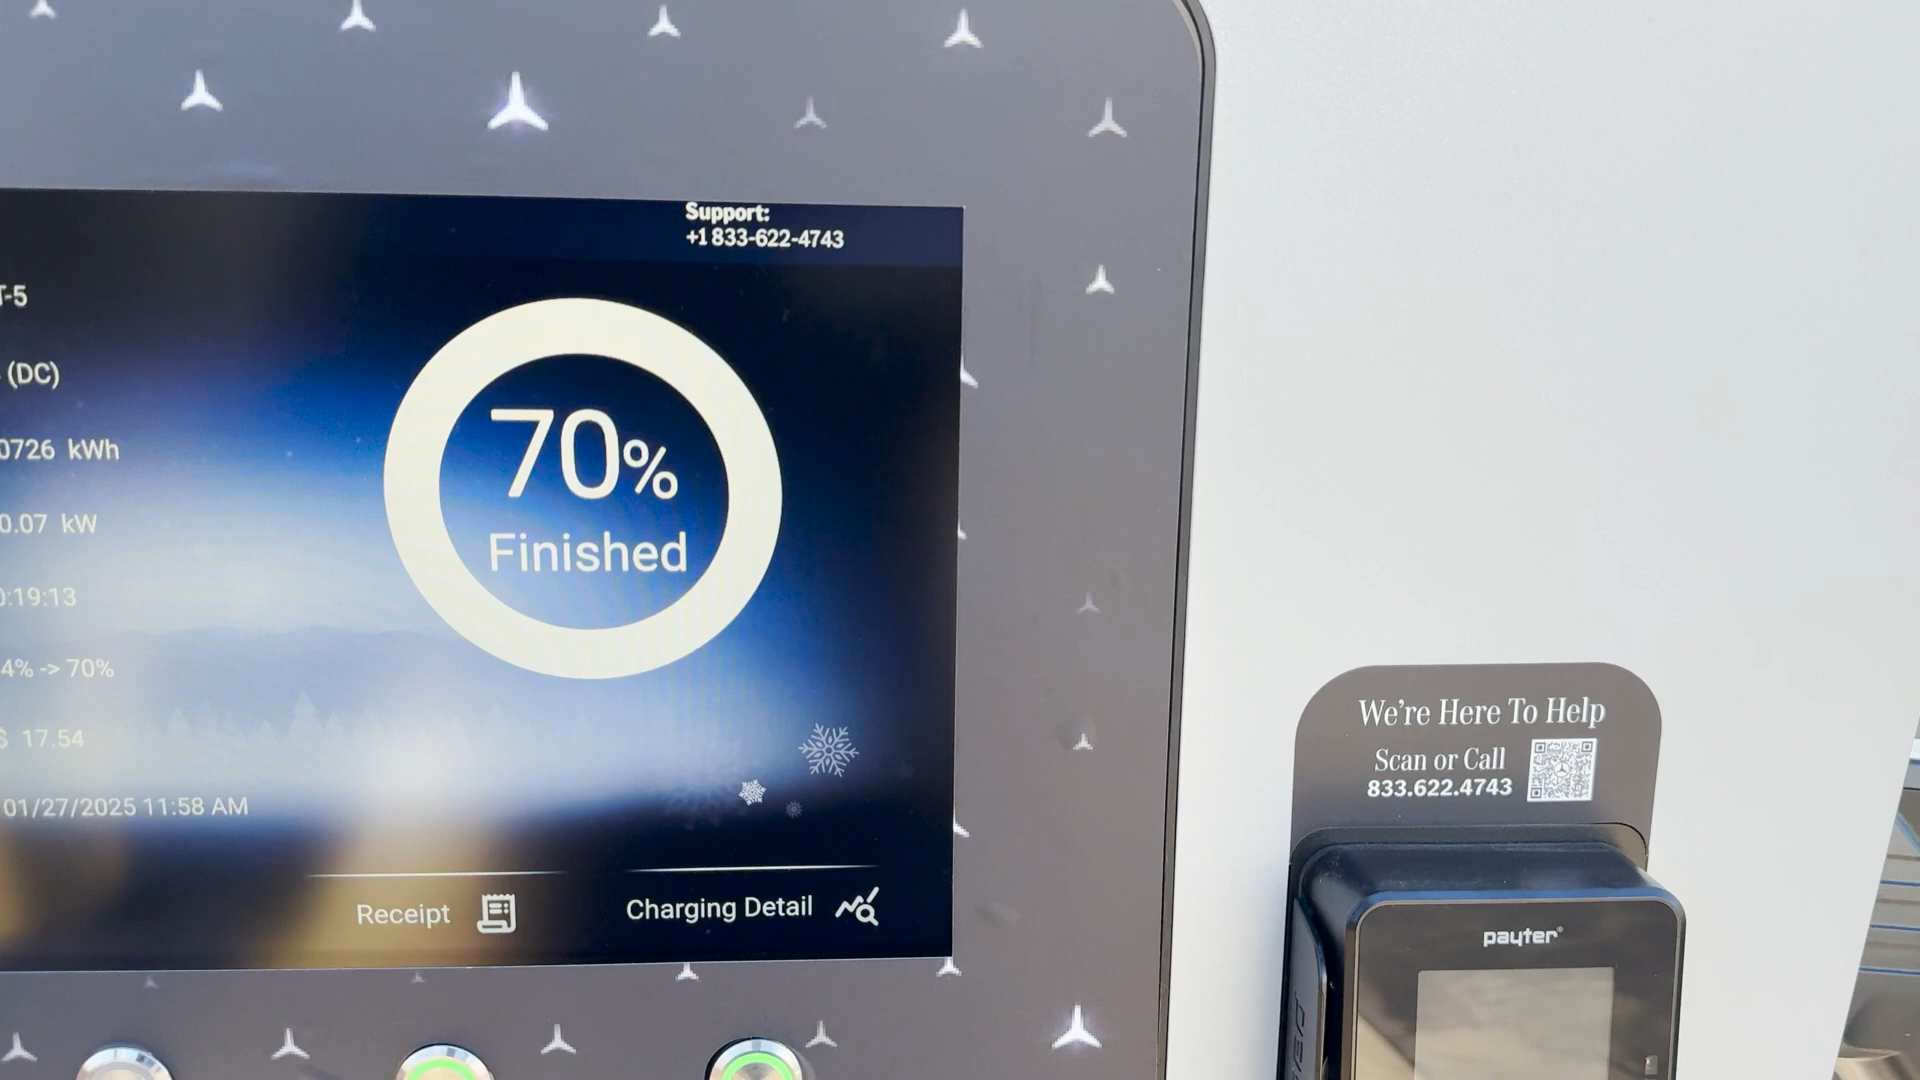 Support:
+1 833-622-4743
T-5
(DC)
0726 kWh
0.07 kW
0:19:13
4% -> 70%
$ 17.54
01/27/2025 11:58 AM
70%
Finished
Receipt
Charging Detail
We're Here To Help
Scan or Call
833.622.4743
payter